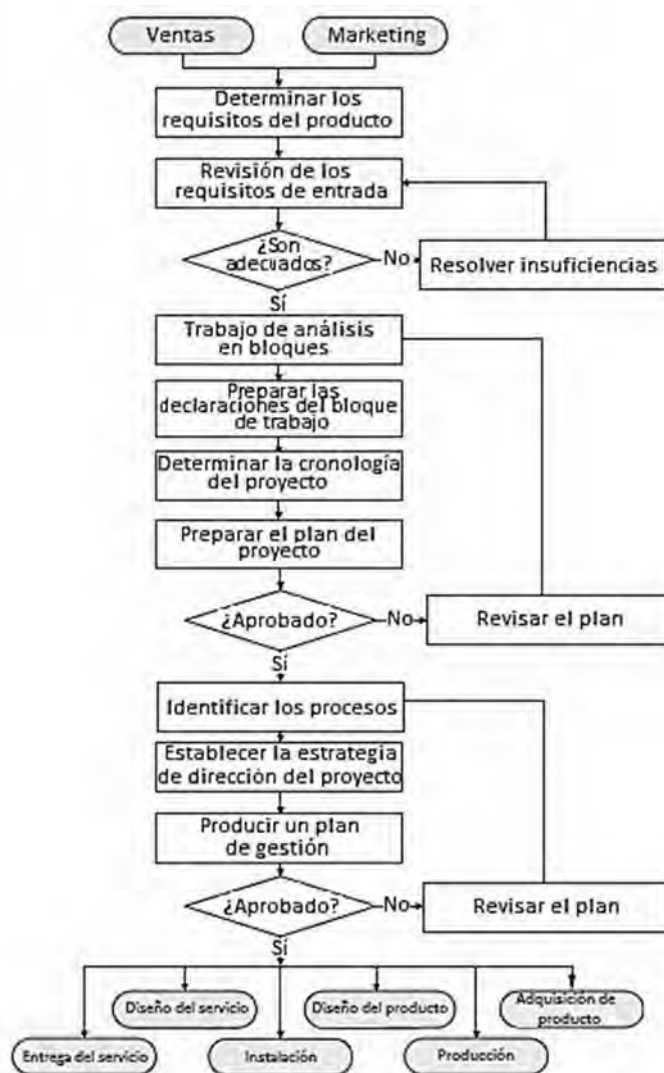 Ventas
Marketing
Determinar los
requisitos del producto
Revisión de los
requisitos de entrada
¿Son
adecuados?
No
Resolver insuficiencias
Sí
Trabajo de análisis
en bloques
Preparar las
declaraciones del bloque
de trabajo
Determinar la cronología
del proyecto
Preparar el plan del
proyecto
¿Aprobado?
No
Revisar el plan
Sí
Identificar los procesos
Establecer la estrategia
de dirección del proyecto
Producir un plan
de gestión
¿Aprobado?
No
Revisar el plan
Sí
Diseño del servicio
Diseño del producto
Adquisición de
producto
Entrega del servicio
Instalación
Producción